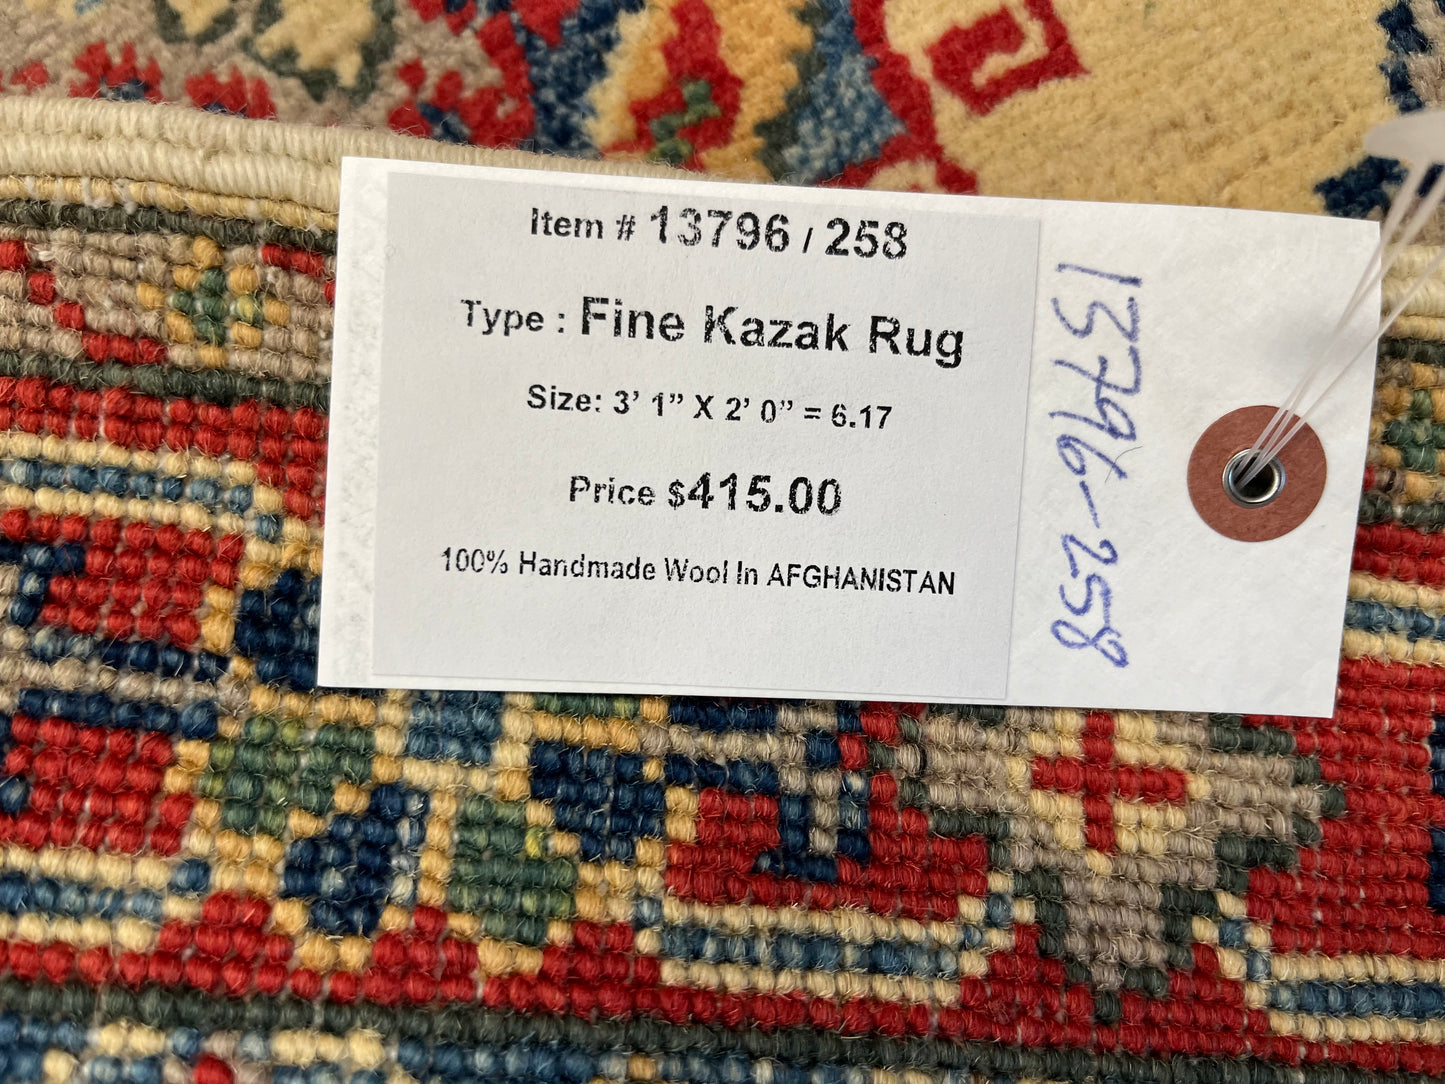 Item # 13796 / 258
Type : Fine Kazak Rug
Size: 3’ 1” X 2’ 0” = 6.17
Price $415.00
100% Handmade Wool In AFGHANISTAN
13796-258